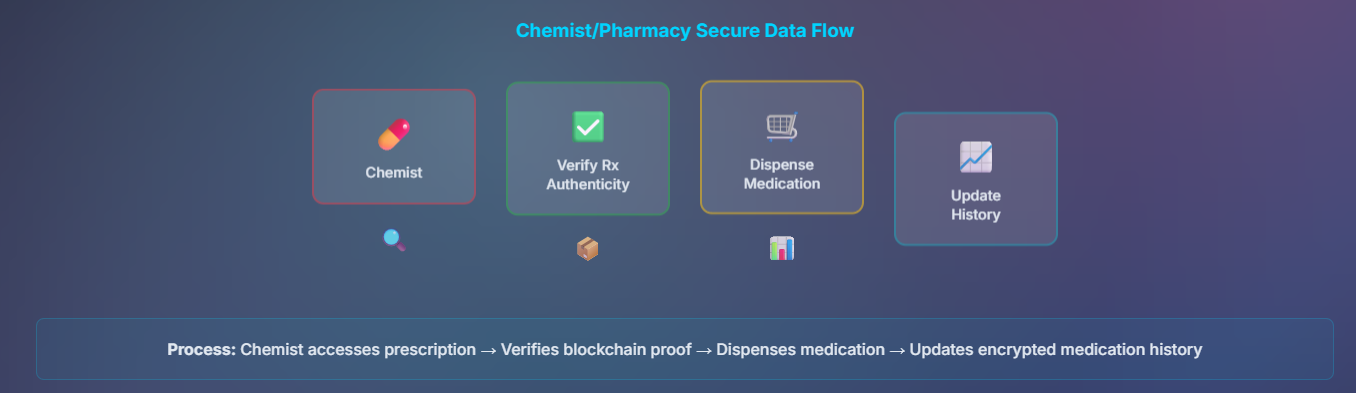 Chemist/Pharmacy Secure Data Flow
Chemist
Verify Rx
Authenticity
Dispense
Medication
Update
History
Process: Chemist accesses prescription → Verifies blockchain proof → Dispenses medication → Updates encrypted medication history